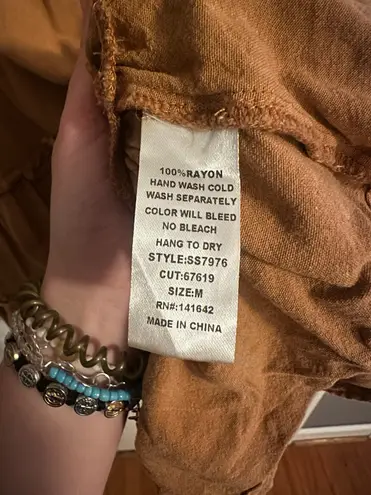 100%RAYON
HAND WASH COLD
WASH SEPARATELY
COLOR WILL BLEED
NO BLEACH
HANG TO DRY
STYLE:SS7976
CUT:67619
SIZE:M
RN#:141642
MADE IN CHINA